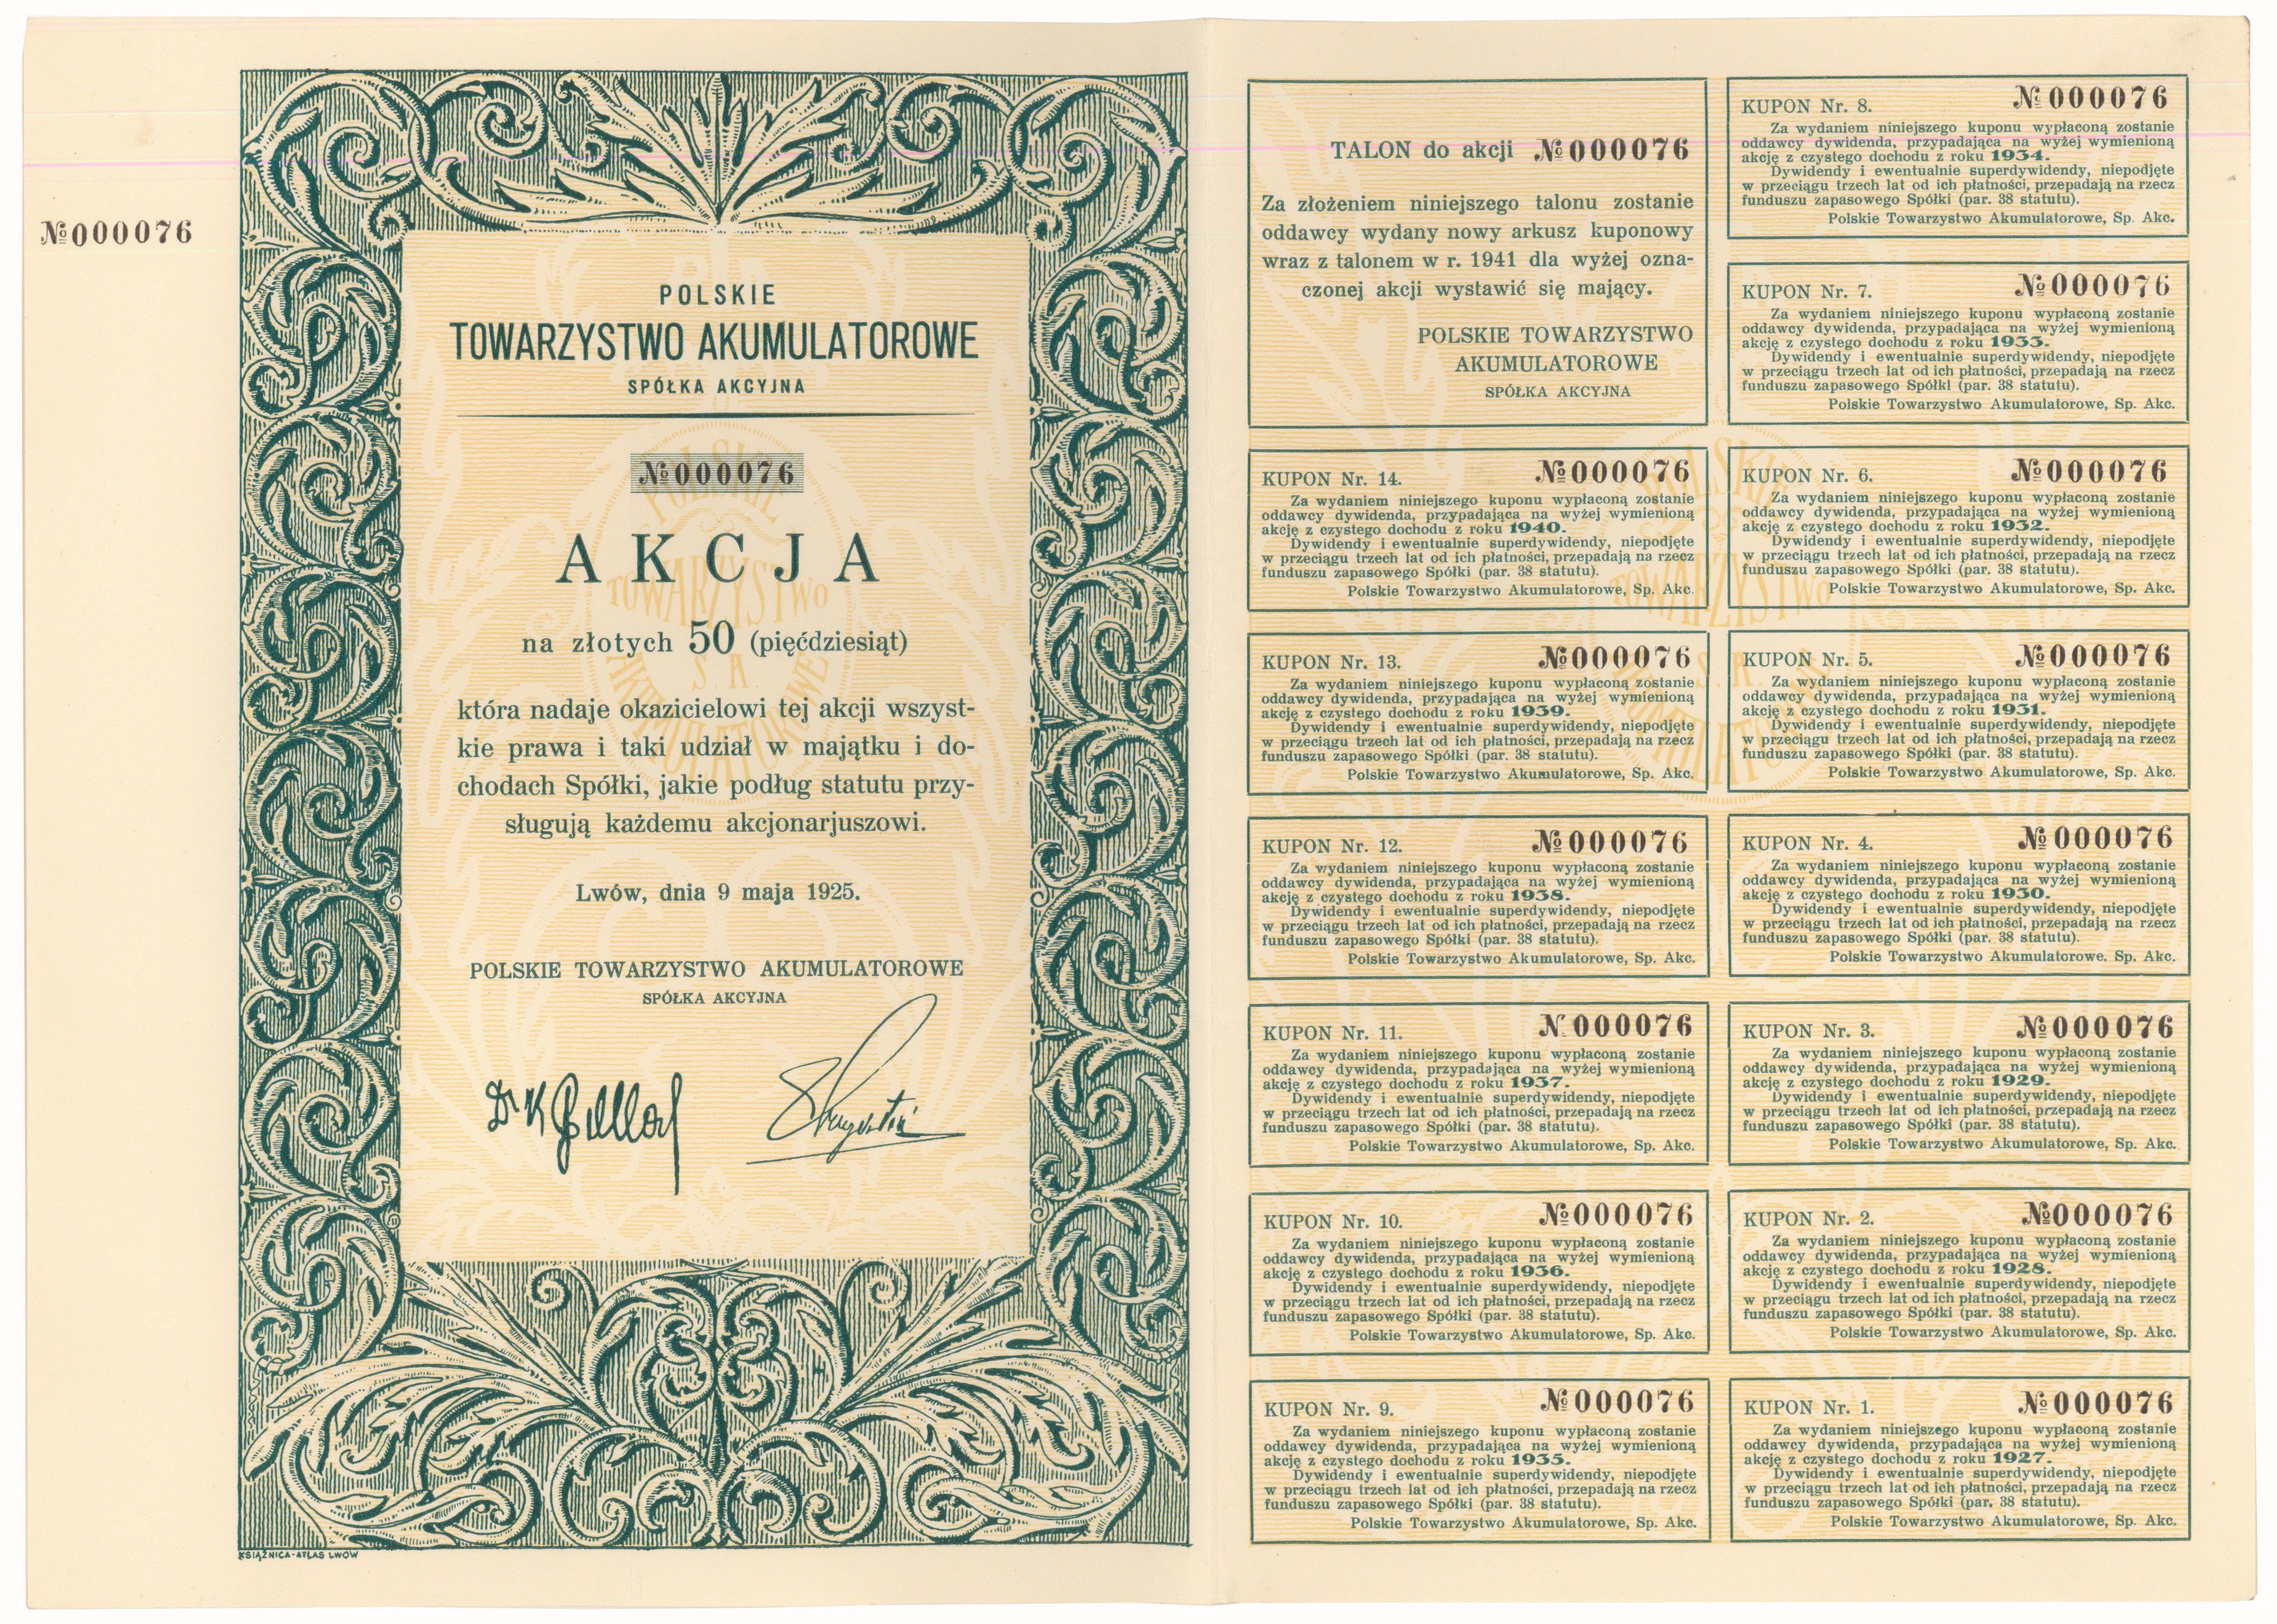 №000076
POLSKIE
TOWARZYSTWO AKUMULATOROWE
SPÓŁKA AKCYJNA
№000076
AKCJA
na złotych 50 (pięćdziesiąt)
która nadaje okazicielowi tej akcji wszyst-
kie prawa i taki udział w majątku i do-
chodach Spółki, jakie podług statutu przy-
sługują każdemu akcjonarjuszowi.
Lwów, dnia 9 maja 1925.
POLSKIE TOWARZYSTWO AKUMULATOROWE
SPÓŁKA AKCYJNA
Dr K
KSIĄŻNICA-ATLAS LWÓW
POLSKIE
TOWARZYSTWO
S. A.
AKUMULATOROWE
TALON do akcji №000076
Za złożeniem niniejszego talonu zostanie
oddawcy wydany nowy arkusz kuponowy
wraz z talonem w r. 1941 dla wyżej ozna-
czonej akcji wystawić się mający.
POLSKIE TOWARZYSTWO
AKUMULATOROWE
SPÓŁKA AKCYJNA
KUPON Nr. 14. №000076
Za wydaniem niniejszego kuponu wypłaconą zostanie
oddawcy dywidenda, przypadająca na wyżej wymienioną
akcję z czystego dochodu z roku 1940.
Dywidendy i ewentualnie superdywidendy, niepodjęte
w przeciągu trzech lat od ich płatności, przepadają na rzecz
funduszu zapasowego Spółki (par. 38 statutu).
Polskie Towarzystwo Akumulatorowe, Sp. Akc.
KUPON Nr. 13. №000076
Za wydaniem niniejszego kuponu wypłaconą zostanie
oddawcy dywidenda, przypadająca na wyżej wymienioną
akcję z czystego dochodu z roku 1939.
Dywidendy i ewentualnie superdywidendy, niepodjęte
w przeciągu trzech lat od ich płatności, przepadają na rzecz
funduszu zapasowego Spółki (par. 38 statutu).
Polskie Towarzystwo Akumulatorowe, Sp. Akc.
KUPON Nr. 12. №000076
Za wydaniem niniejszego kuponu wypłaconą zostanie
oddawcy dywidenda, przypadająca na wyżej wymienioną
akcję z czystego dochodu z roku 1938.
Dywidendy i ewentualnie superdywidendy, niepodjęte
w przeciągu trzech lat od ich płatności, przepadają na rzecz
funduszu zapasowego Spółki (par. 38 statutu).
Polskie Towarzystwo Akumulatorowe, Sp. Akc.
KUPON Nr. 11. №000076
Za wydaniem niniejszego kuponu wypłaconą zostanie
oddawcy dywidenda, przypadająca na wyżej wymienioną
akcję z czystego dochodu z roku 1937.
Dywidendy i ewentualnie superdywidendy, niepodjęte
w przeciągu trzech lat od ich płatności, przepadają na rzecz
funduszu zapasowego Spółki (par. 38 statutu).
Polskie Towarzystwo Akumulatorowe, Sp. Akc.
KUPON Nr. 10. №000076
Za wydaniem niniejszego kuponu wypłaconą zostanie
oddawcy dywidenda, przypadająca na wyżej wymienioną
akcję z czystego dochodu z roku 1936.
Dywidendy i ewentualnie superdywidendy, niepodjęte
w przeciągu trzech lat od ich płatności, przepadają na rzecz
funduszu zapasowego Spółki (par. 38 statutu).
Polskie Towarzystwo Akumulatorowe, Sp. Akc.
KUPON Nr. 9. №000076
Za wydaniem niniejszego kuponu wypłaconą zostanie
oddawcy dywidenda, przypadająca na wyżej wymienioną
akcję z czystego dochodu z roku 1935.
Dywidendy i ewentualnie superdywidendy, niepodjęte
w przeciągu trzech lat od ich płatności, przepadają na rzecz
funduszu zapasowego Spółki (par. 38 statutu).
Polskie Towarzystwo Akumulatorowe, Sp. Akc.
KUPON Nr. 8. №000076
Za wydaniem niniejszego kuponu wypłaconą zostanie
oddawcy dywidenda, przypadająca na wyżej wymienioną
akcję z czystego dochodu z roku 1934.
Dywidendy i ewentualnie superdywidendy, niepodjęte
w przeciągu trzech lat od ich płatności, przepadają na rzecz
funduszu zapasowego Spółki (par. 38 statutu).
Polskie Towarzystwo Akumulatorowe, Sp. Akc.
KUPON Nr. 7. №000076
Za wydaniem niniejszego kuponu wypłaconą zostanie
oddawcy dywidenda, przypadająca na wyżej wymienioną
akcję z czystego dochodu z roku 1933.
Dywidendy i ewentualnie superdywidendy, niepodjęte
w przeciągu trzech lat od ich płatności, przepadają na rzecz
funduszu zapasowego Spółki (par. 38 statutu).
Polskie Towarzystwo Akumulatorowe, Sp. Akc.
KUPON Nr. 6. №000076
Za wydaniem niniejszego kuponu wypłaconą zostanie
oddawcy dywidenda, przypadająca na wyżej wymienioną
akcję z czystego dochodu z roku 1932.
Dywidendy i ewentualnie superdywidendy, niepodjęte
w przeciągu trzech lat od ich płatności, przepadają na rzecz
funduszu zapasowego Spółki (par. 38 statutu).
Polskie Towarzystwo Akumulatorowe, Sp. Akc.
KUPON Nr. 5. №000076
Za wydaniem niniejszego kuponu wypłaconą zostanie
oddawcy dywidenda, przypadająca na wyżej wymienioną
akcję z czystego dochodu z roku 1931.
Dywidendy i ewentualnie superdywidendy, niepodjęte
w przeciągu trzech lat od ich płatności, przepadają na rzecz
funduszu zapasowego Spółki (par. 38 statutu).
Polskie Towarzystwo Akumulatorowe, Sp. Akc.
KUPON Nr. 4. №000076
Za wydaniem niniejszego kuponu wypłaconą zostanie
oddawcy dywidenda, przypadająca na wyżej wymienioną
akcję z czystego dochodu z roku 1930.
Dywidendy i ewentualnie superdywidendy, niepodjęte
w przeciągu trzech lat od ich płatności, przepadają na rzecz
funduszu zapasowego Spółki (par. 38 statutu).
Polskie Towarzystwo Akumulatorowe. Sp. Akc.
KUPON Nr. 3. №000076
Za wydaniem niniejszego kuponu wypłaconą zostanie
oddawcy dywidenda, przypadająca na wyżej wymienioną
akcję z czystego dochodu z roku 1929.
Dywidendy i ewentualnie superdywidendy, niepodjęte
w przeciągu trzech lat od ich płatności, przepadają na rzecz
funduszu zapasowego Spółki (par. 38 statutu).
Polskie Towarzystwo Akumulatorowe, Sp. Akc.
KUPON Nr. 2. №000076
Za wydaniem niniejszego kuponu wypłaconą zostanie
oddawcy dywidenda, przypadająca na wyżej wymienioną
akcję z czystego dochodu z roku 1928.
Dywidendy i ewentualnie superdywidendy, niepodjęte
w przeciągu trzech lat od ich płatności, przepadają na rzecz
funduszu zapasowego Spółki (par. 38 statutu).
Polskie Towarzystwo Akumulatorowe, Sp. Akc.
KUPON Nr. 1. №000076
Za wydaniem niniejszego kuponu wypłaconą zostanie
oddawcy dywidenda, przypadająca na wyżej wymienioną
akcję z czystego dochodu z roku 1927.
Dywidendy i ewentualnie superdywidendy, niepodjęte
w przeciągu trzech lat od ich płatności, przepadają na rzecz
funduszu zapasowego Spółki (par. 38 statutu).
Polskie Towarzystwo Akumulatorowe, Sp. Akc.